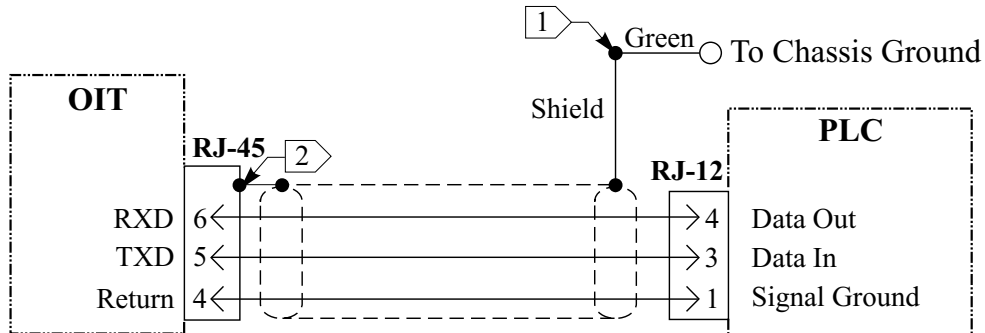 1
Green
To Chassis Ground
OIT
Shield
PLC
RJ-45
2
RJ-12
RXD 6 4 Data Out
TXD 5 3 Data In
Return 4 1 Signal Ground